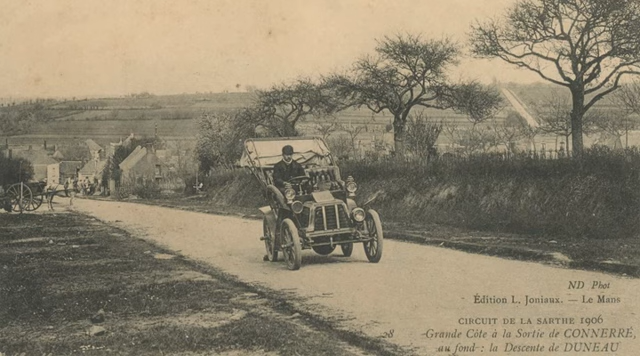 ND Phot
Édition L. Joniaux. — Le Mans
CIRCUIT DE LA SARTHE 1906
8 - Grande Côte à la Sortie de CONNERRÉ,
au fond : la Descente de DUNEAU